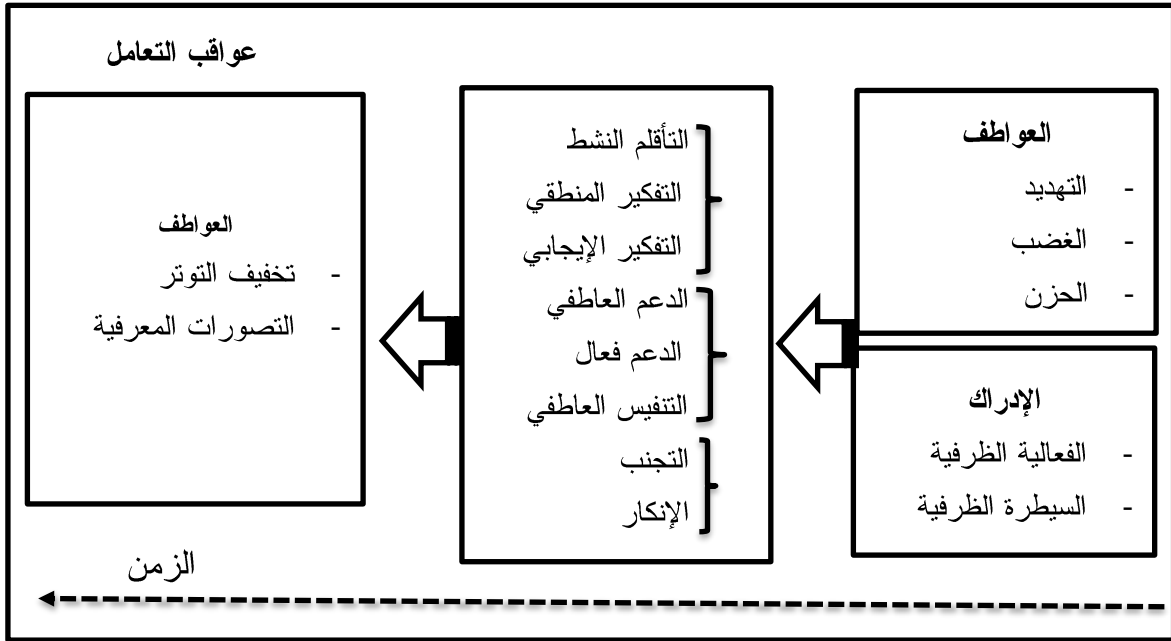 عواقب التعامل
العواطف
- التهديد
- الغضب
- الحزن
الإدراك
- الفعالية الظرفية
- السيطرة الظرفية
التأقلم النشط
التفكير المنطقي
التفكير الإيجابي
الدعم العاطفي
الدعم فعال
التنفيس العاطفي
التجنب
الإنكار
العواطف
- تخفيف التوتر
- التصورات المعرفية
الزمن